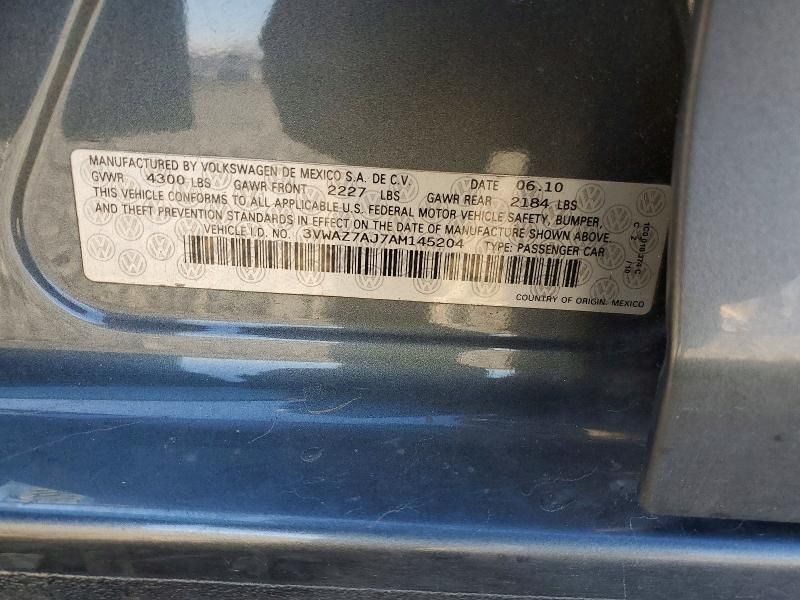 MANUFACTURED BY VOLKSWAGEN DE MEXICO S.A. DE C.V. DATE 06.10
GVWR. 4300 LBS GAWR FRONT 2227 LBS GAWR REAR 2184 LBS
THIS VEHICLE CONFORMS TO ALL APPLICABLE U.S. FEDERAL MOTOR VEHICLE SAFETY, BUMPER,
AND THEFT PREVENTION STANDARDS IN EFFECT ON THE DATE OF MANUFACTURE SHOWN ABOVE.
VEHICLE I.D. NO. 3VWAZ7AJ7AM145204 TYPE: PASSENGER CAR
COUNTRY OF ORIGIN: MEXICO